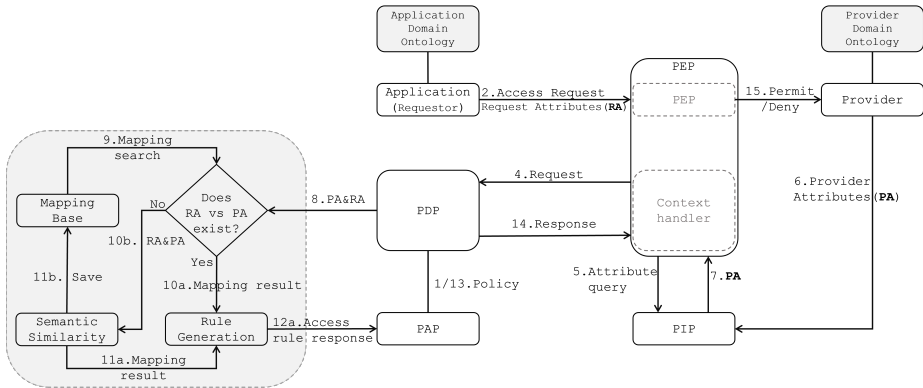 Application
Domain
Ontology
Provider
Domain
Ontology
PEP
Application
(Requestor)
2.Access Request
Request Attributes(RA)
PEP
15.Permit
/Deny
Provider
9.Mapping
search
Mapping
Base
No
Does
RA vs PA
exist?
8.PA&RA
PDP
4.Request
14.Response
Context
handler
6.Provider
Attributes(PA)
10b. RA&PA
Yes
11b. Save
10a.Mapping result
1/13.Policy
5.Attribute
query
7.PA
Semantic
Similarity
Rule
Generation
12a.Access
rule response
PAP
PIP
11a.Mapping
result